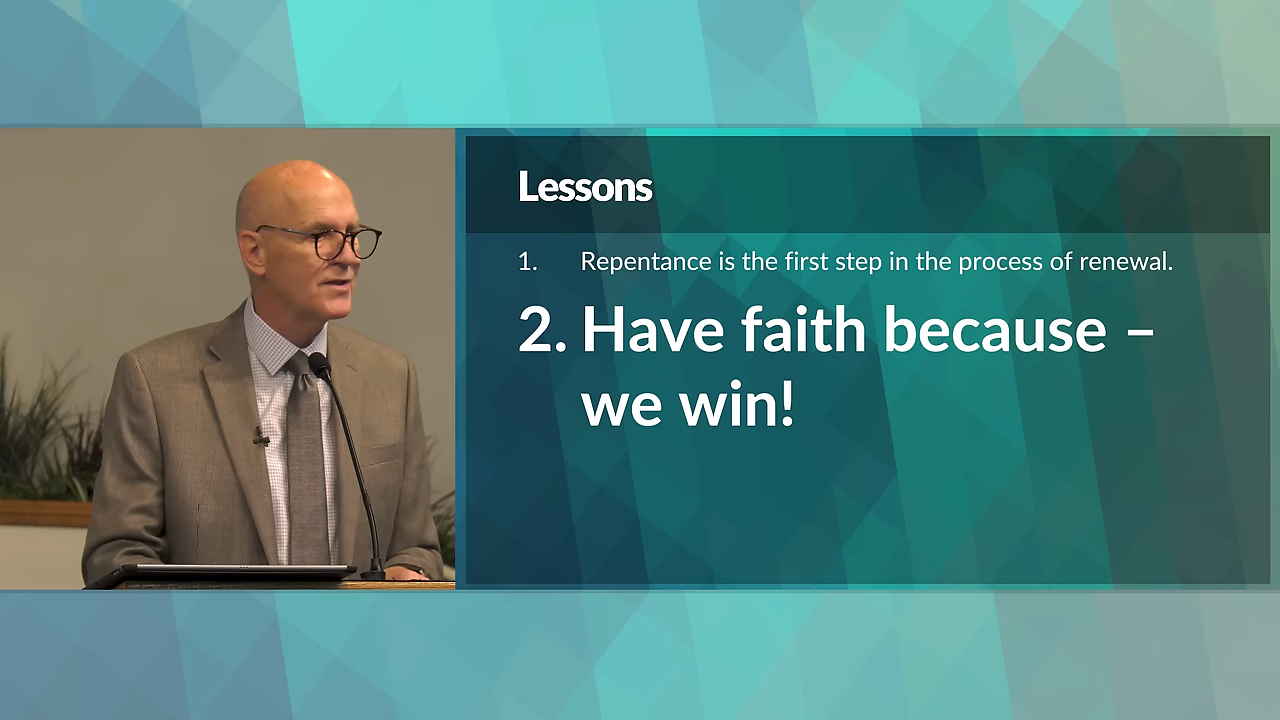 Lessons
1. Repentance is the first step in the process of renewal.
2. Have faith because –
we win!